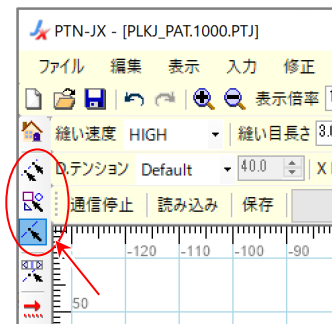 PTN-JX - [PLKJ_PAT.1000.PTJ]
ファイル 編集 表示 入力 修正
表示倍率
縫い速度 HIGH 縫い目長さ 3.
D.テンション Default 40.0 X
通信停止 読み込み 保存
-120 -110 -100 -90
50